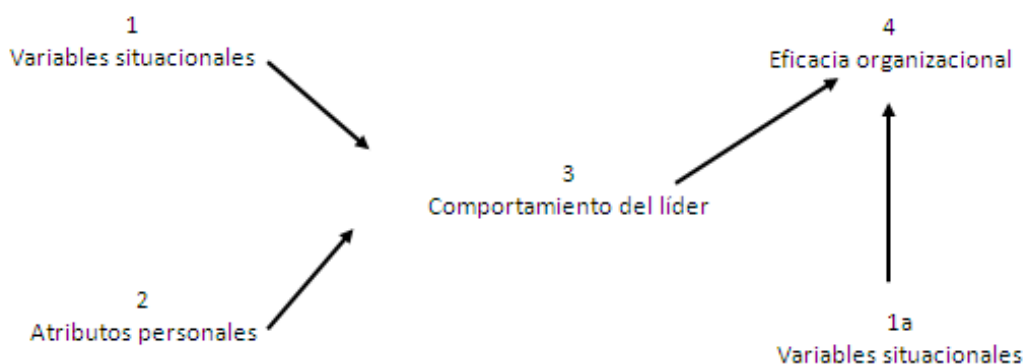 1
Variables situacionales
4
Eficacia organizacional
3
Comportamiento del líder
2
Atributos personales
1a
Variables situacionales